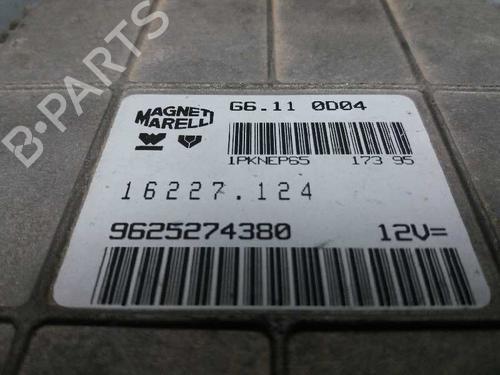 B-PARTS
MAGNETI MARELLI
G6.11 0D04
1PKNEP65 173 95
16227.124
9625274380 12V=